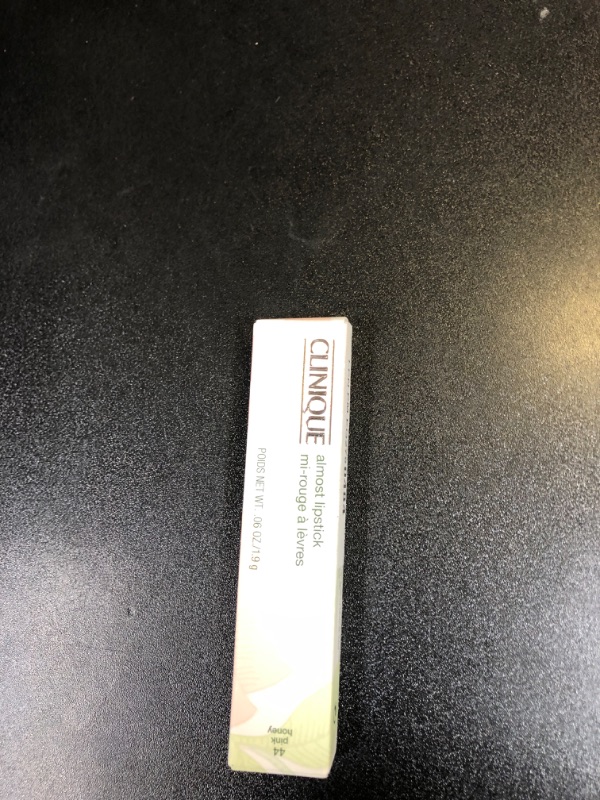 CLINIQUE
almost lipstick
mi-rouge à lèvres
POIDS NET WT. .06 OZ./1.9 g
44
pink
honey